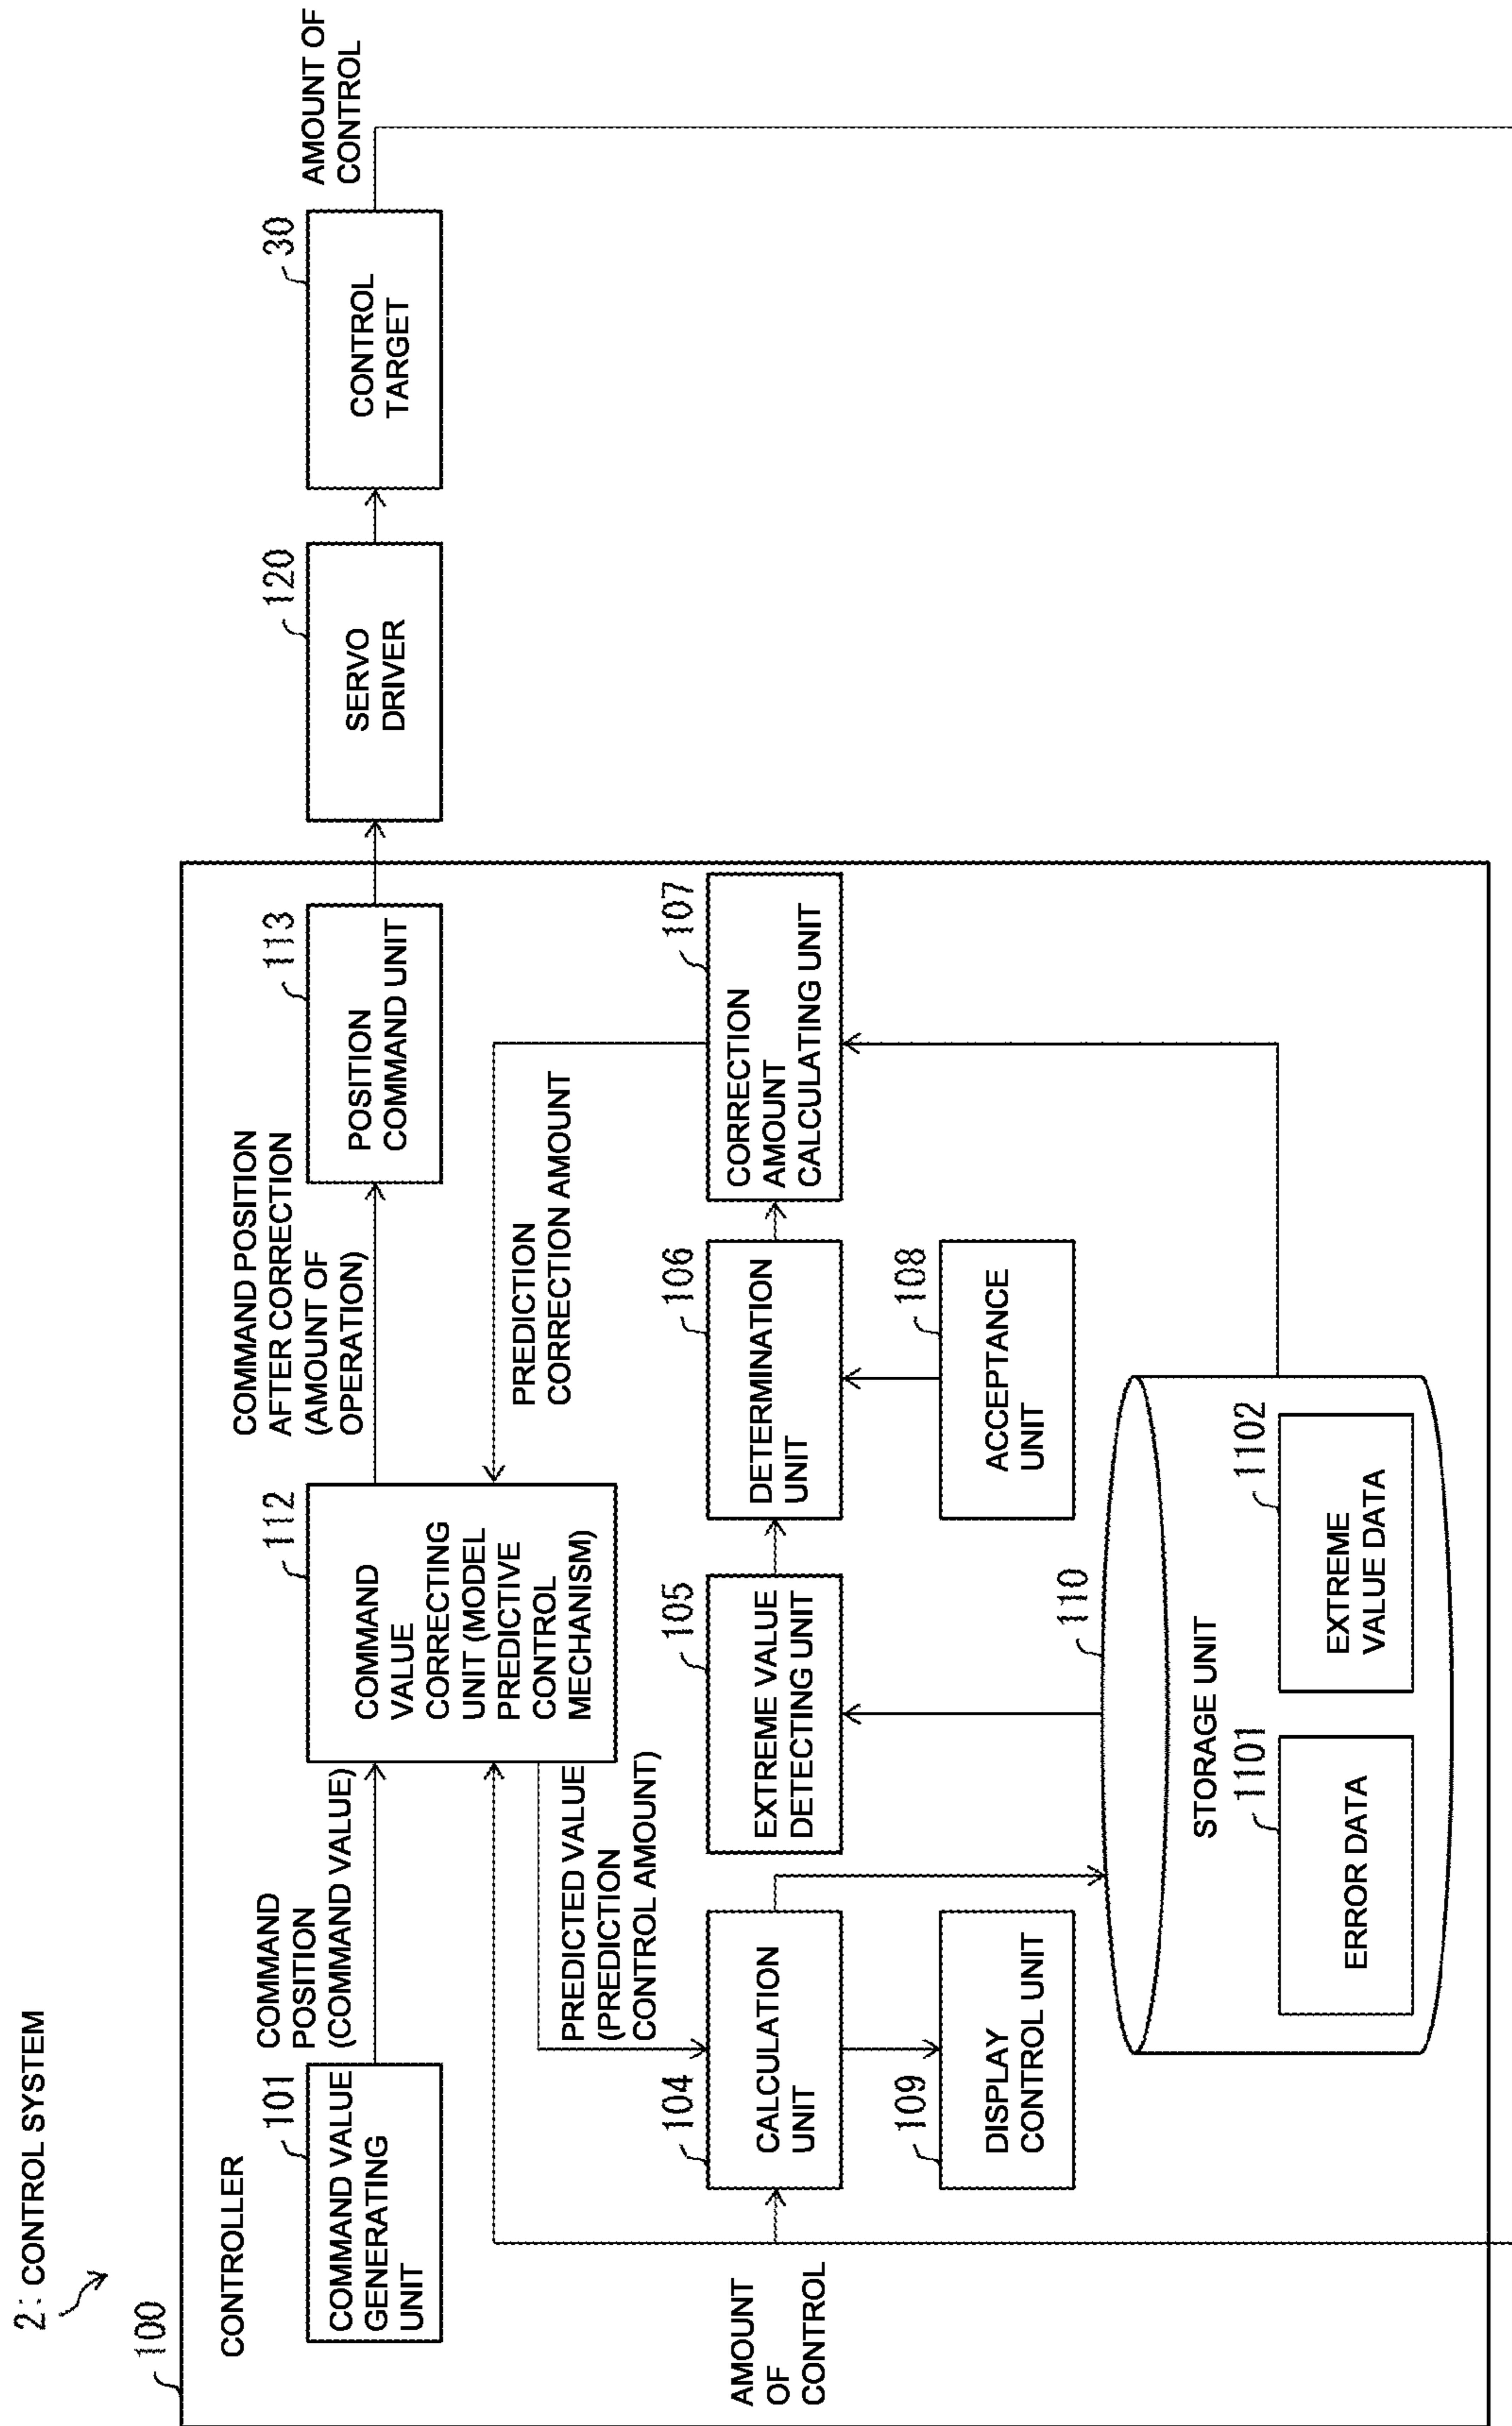 2: CONTROL SYSTEM
100
CONTROLLER
101
COMMAND VALUE
GENERATING
UNIT
COMMAND
POSITION
(COMMAND VALUE)
112
COMMAND
VALUE
CORRECTING
UNIT (MODEL
PREDICTIVE
CONTROL
MECHANISM)
COMMAND POSITION
AFTER CORRECTION
(AMOUNT OF
OPERATION)
113
POSITION
COMMAND UNIT
120
SERVO
DRIVER
30
CONTROL
TARGET
AMOUNT OF
CONTROL
PREDICTED VALUE
(PREDICTION
CONTROL AMOUNT)
PREDICTION
CORRECTION AMOUNT
AMOUNT
OF
CONTROL
104
CALCULATION
UNIT
105
EXTREME VALUE
DETECTING UNIT
106
DETERMINATION
UNIT
107
CORRECTION
AMOUNT
CALCULATING UNIT
109
DISPLAY
CONTROL UNIT
108
ACCEPTANCE
UNIT
110
STORAGE UNIT
1101
ERROR DATA
1102
EXTREME
VALUE DATA